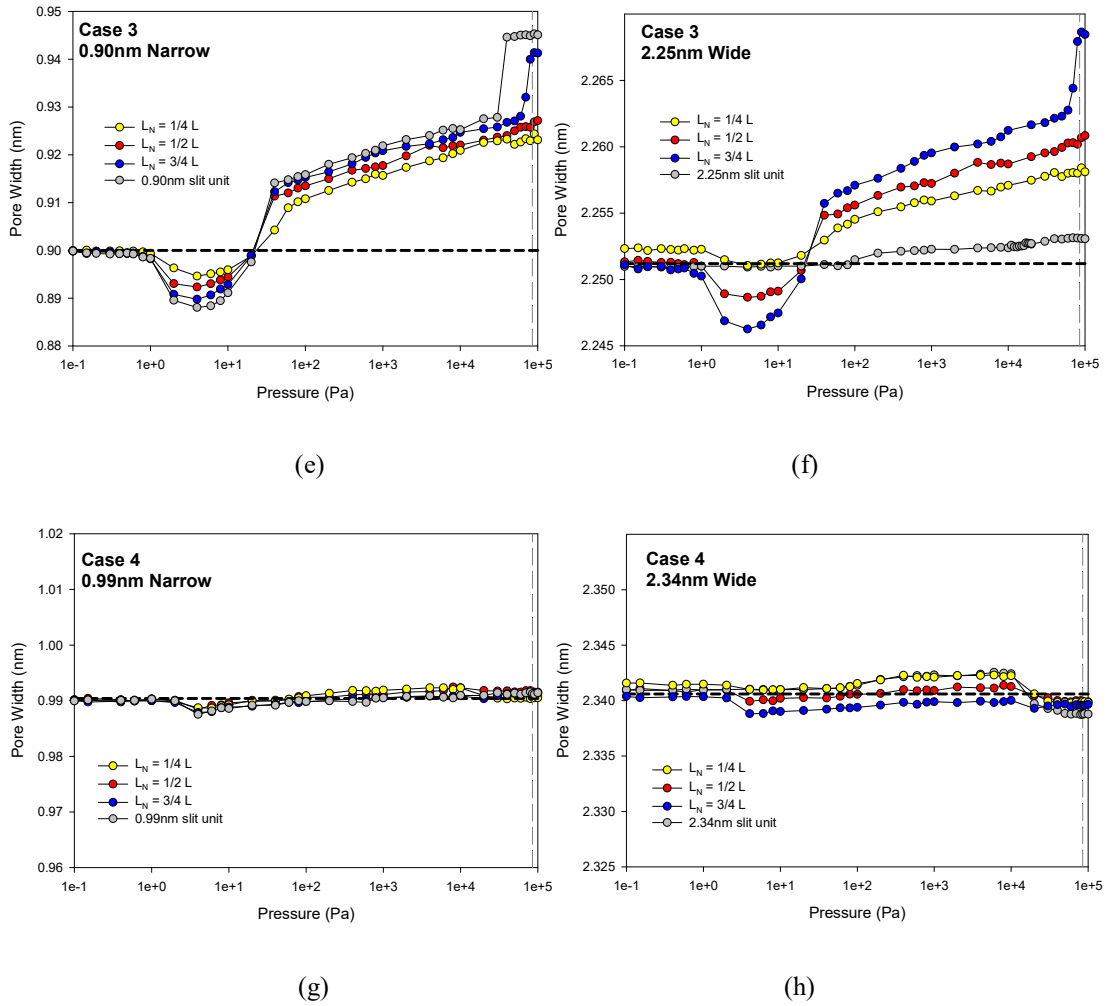 Case 3
0.90nm Narrow
Pore Width (nm)
0.95
0.94
0.93
0.92
0.91
0.90
0.89
0.88
L_N = 1/4 L
L_N = 1/2 L
L_N = 3/4 L
0.90nm slit unit
1e-1 1e+0 1e+1 1e+2 1e+3 1e+4 1e+5
Pressure (Pa)
(e)
Case 3
2.25nm Wide
Pore Width (nm)
2.265
2.260
2.255
2.250
2.245
L_N = 1/4 L
L_N = 1/2 L
L_N = 3/4 L
2.25nm slit unit
1e-1 1e+0 1e+1 1e+2 1e+3 1e+4 1e+5
Pressure (Pa)
(f)
Case 4
0.99nm Narrow
Pore Width (nm)
1.02
1.01
1.00
0.99
0.98
0.97
0.96
L_N = 1/4 L
L_N = 1/2 L
L_N = 3/4 L
0.99nm slit unit
1e-1 1e+0 1e+1 1e+2 1e+3 1e+4 1e+5
Pressure (Pa)
(g)
Case 4
2.34nm Wide
Pore Width (nm)
2.350
2.345
2.340
2.335
2.330
2.325
L_N = 1/4 L
L_N = 1/2 L
L_N = 3/4 L
2.34nm slit unit
1e-1 1e+0 1e+1 1e+2 1e+3 1e+4 1e+5
Pressure (Pa)
(h)